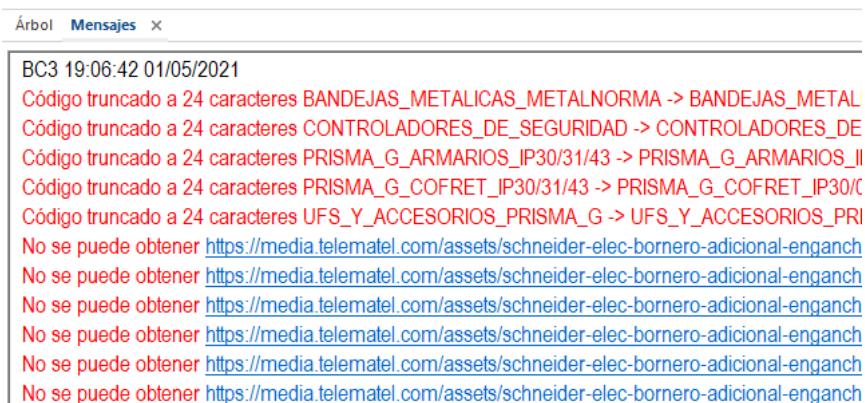 Árbol Mensajes ×
BC3 19:06:42 01/05/2021
Código truncado a 24 caracteres BANDEJAS_METALICAS_METALNORMA -> BANDEJAS_METAL
Código truncado a 24 caracteres CONTROLADORES_DE_SEGURIDAD -> CONTROLADORES_DE
Código truncado a 24 caracteres PRISMA_G_ARMARIOS_IP30/31/43 -> PRISMA_G_ARMARIOS_I
Código truncado a 24 caracteres PRISMA_G_COFRET_IP30/31/43 -> PRISMA_G_COFRET_IP30/
Código truncado a 24 caracteres UFS_Y_ACCESORIOS_PRISMA_G -> UFS_Y_ACCESORIOS_PRI
No se puede obtener https://media.telematel.com/assets/schneider-elec-bornero-adicional-enganch
No se puede obtener https://media.telematel.com/assets/schneider-elec-bornero-adicional-enganch
No se puede obtener https://media.telematel.com/assets/schneider-elec-bornero-adicional-enganch
No se puede obtener https://media.telematel.com/assets/schneider-elec-bornero-adicional-enganch
No se puede obtener https://media.telematel.com/assets/schneider-elec-bornero-adicional-enganch
No se puede obtener https://media.telematel.com/assets/schneider-elec-bornero-adicional-enganch